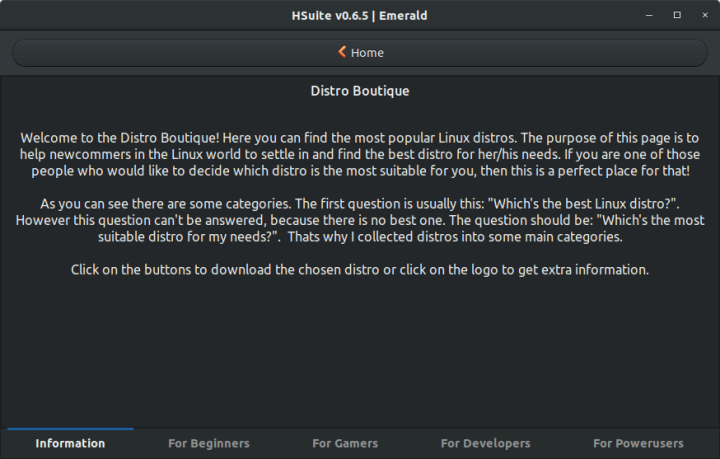 HSuite v0.6.5 | Emerald
Home
Distro Boutique
Welcome to the Distro Boutique! Here you can find the most popular Linux distros. The purpose of this page is to
help newcommers in the Linux world to settle in and find the best distro for her/his needs. If you are one of those
people who would like to decide which distro is the most suitable for you, then this is a perfect place for that!
As you can see there are some categories. The first question is usually this: "Which's the best Linux distro?".
However this question can't be answered, because there is no best one. The question should be: "Which's the most
suitable distro for my needs?".  Thats why I collected distros into some main categories.
Click on the buttons to download the chosen distro or click on the logo to get extra information.
Information For Beginners For Gamers For Developers For Powerusers